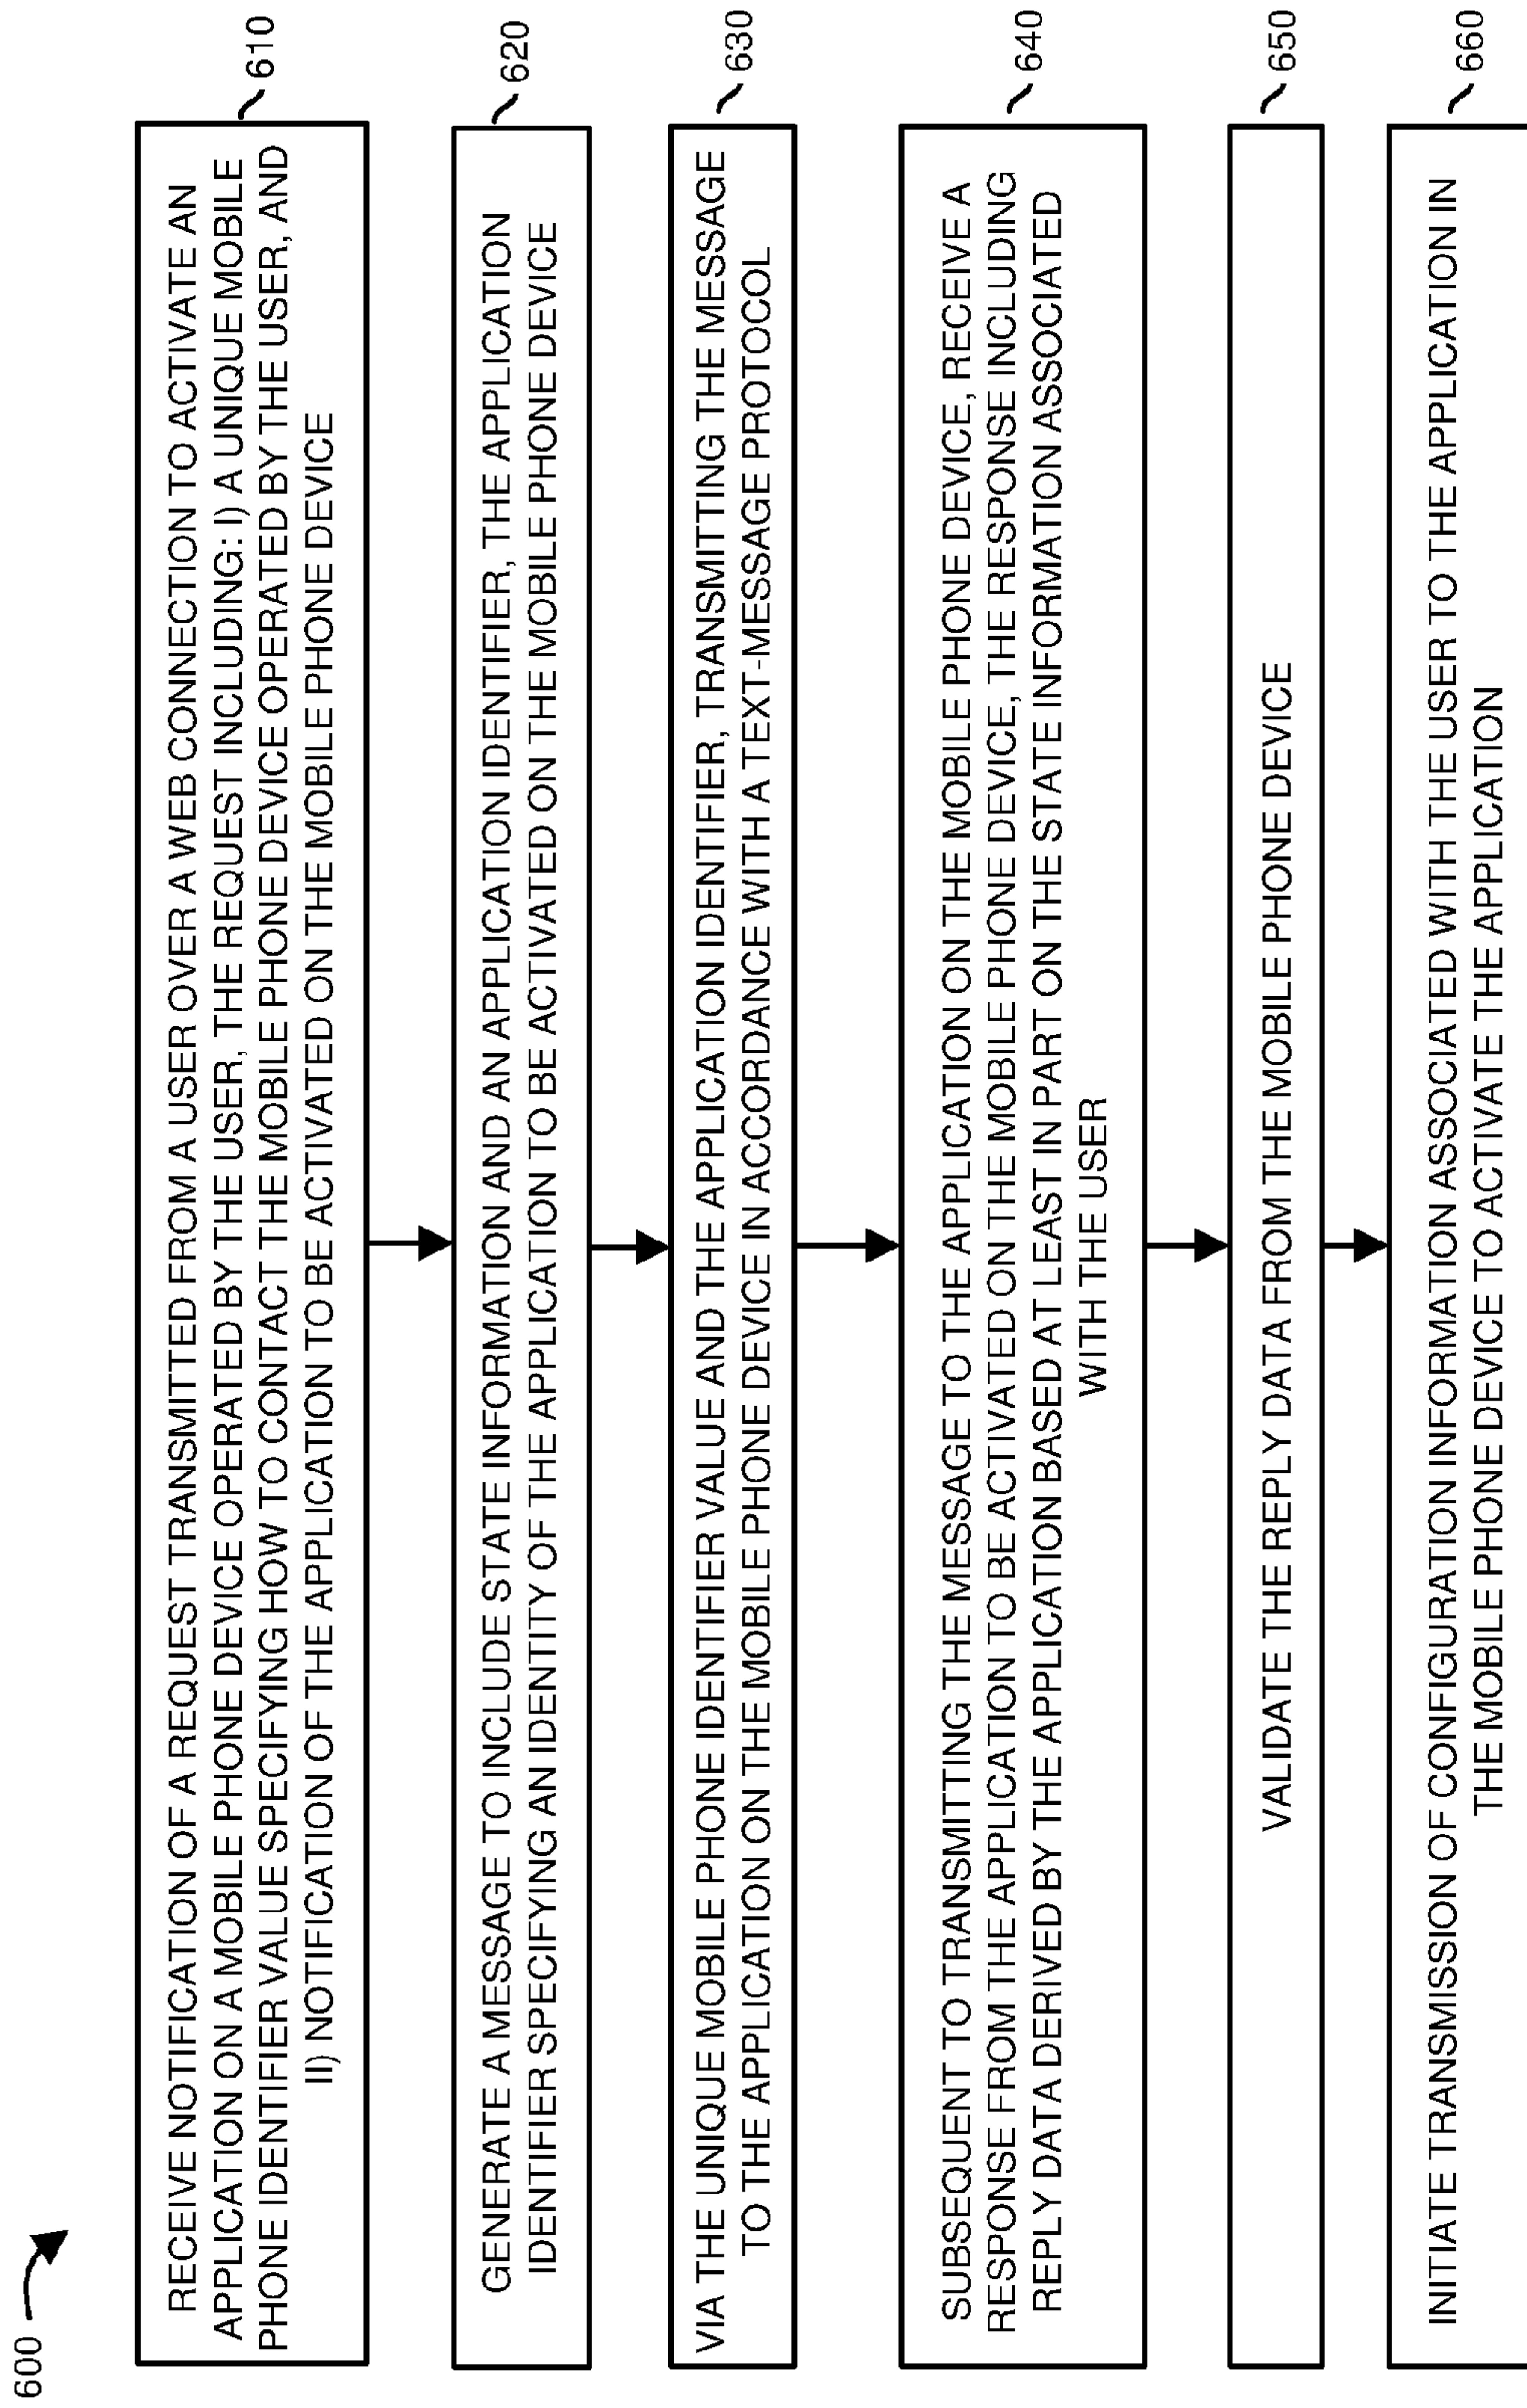 600
RECEIVE NOTIFICATION OF A REQUEST TRANSMITTED FROM A USER OVER A WEB CONNECTION TO ACTIVATE AN
APPLICATION ON A MOBILE PHONE DEVICE OPERATED BY THE USER, THE REQUEST INCLUDING: I) A UNIQUE MOBILE
PHONE IDENTIFIER VALUE SPECIFYING HOW TO CONTACT THE MOBILE PHONE DEVICE OPERATED BY THE USER, AND
II) NOTIFICATION OF THE APPLICATION TO BE ACTIVATED ON THE MOBILE PHONE DEVICE
610
GENERATE A MESSAGE TO INCLUDE STATE INFORMATION AND AN APPLICATION IDENTIFIER, THE APPLICATION
IDENTIFIER SPECIFYING AN IDENTITY OF THE APPLICATION TO BE ACTIVATED ON THE MOBILE PHONE DEVICE
620
VIA THE UNIQUE MOBILE PHONE IDENTIFIER VALUE AND THE APPLICATION IDENTIFIER, TRANSMITTING THE MESSAGE
TO THE APPLICATION ON THE MOBILE PHONE DEVICE IN ACCORDANCE WITH A TEXT-MESSAGE PROTOCOL
630
SUBSEQUENT TO TRANSMITTING THE MESSAGE TO THE APPLICATION ON THE MOBILE PHONE DEVICE, RECEIVE A
RESPONSE FROM THE APPLICATION TO BE ACTIVATED ON THE MOBILE PHONE DEVICE, THE RESPONSE INCLUDING
REPLY DATA DERIVED BY THE APPLICATION BASED AT LEAST IN PART ON THE STATE INFORMATION ASSOCIATED
WITH THE USER
640
VALIDATE THE REPLY DATA FROM THE MOBILE PHONE DEVICE
650
INITIATE TRANSMISSION OF CONFIGURATION INFORMATION ASSOCIATED WITH THE USER TO THE APPLICATION IN
THE MOBILE PHONE DEVICE TO ACTIVATE THE APPLICATION
660